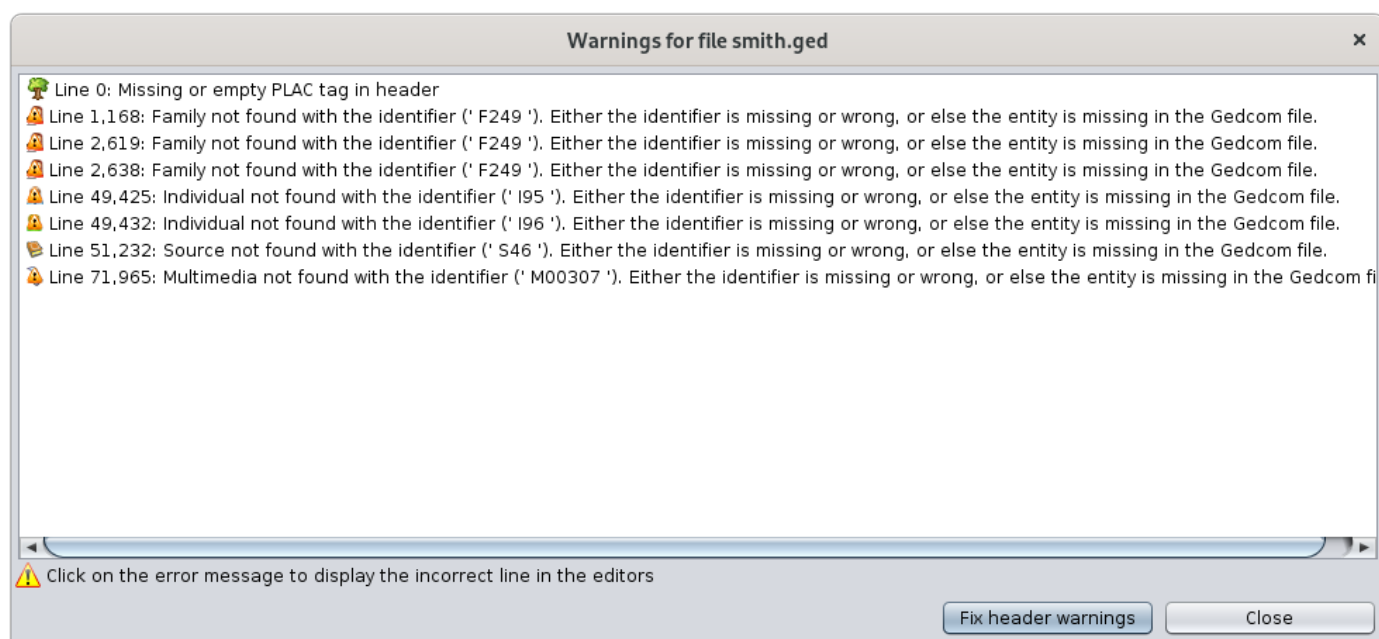 Warnings for file smith.ged
Line 0: Missing or empty PLAC tag in header
Line 1,168: Family not found with the identifier (' F249 '). Either the identifier is missing or wrong, or else the entity is missing in the Gedcom file.
Line 2,619: Family not found with the identifier (' F249 '). Either the identifier is missing or wrong, or else the entity is missing in the Gedcom file.
Line 2,638: Family not found with the identifier (' F249 '). Either the identifier is missing or wrong, or else the entity is missing in the Gedcom file.
Line 49,425: Individual not found with the identifier (' I95 '). Either the identifier is missing or wrong, or else the entity is missing in the Gedcom file.
Line 49,432: Individual not found with the identifier (' I96 '). Either the identifier is missing or wrong, or else the entity is missing in the Gedcom file.
Line 51,232: Source not found with the identifier (' S46 '). Either the identifier is missing or wrong, or else the entity is missing in the Gedcom file.
Line 71,965: Multimedia not found with the identifier (' M00307 '). Either the identifier is missing or wrong, or else the entity is missing in the Gedcom fi
Click on the error message to display the incorrect line in the editors
Fix header warnings Close